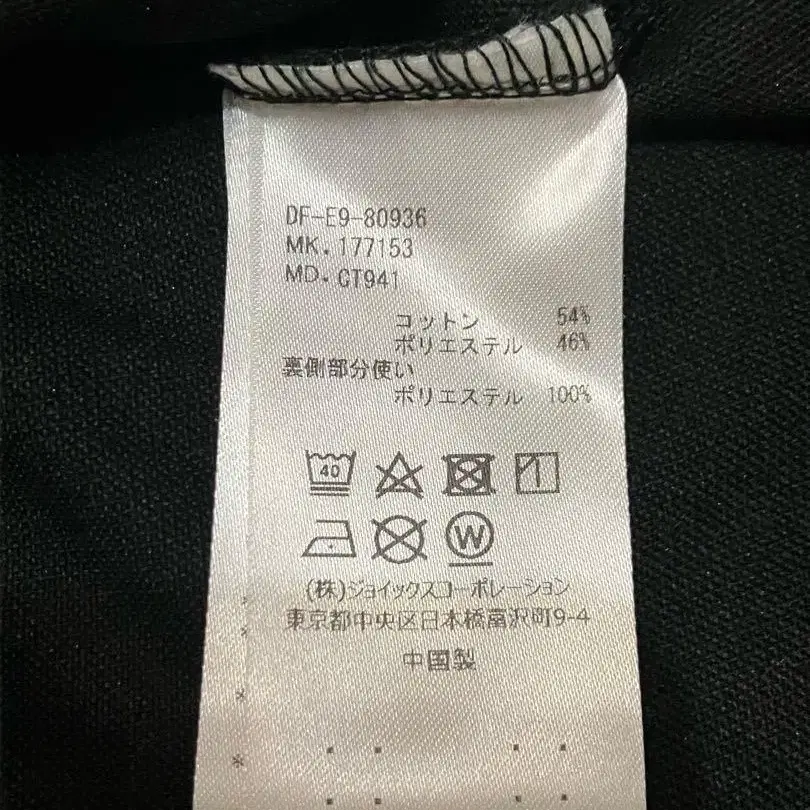 DF-E9-80936
MK. 177153
MD. CT941
コットン 54%
ポリエステル 46%
裏側部分使い
ポリエステル 100%
40
W
(株)ジョイックスコーポレーション
東京都中央区日本橋富沢町9-4
中国製